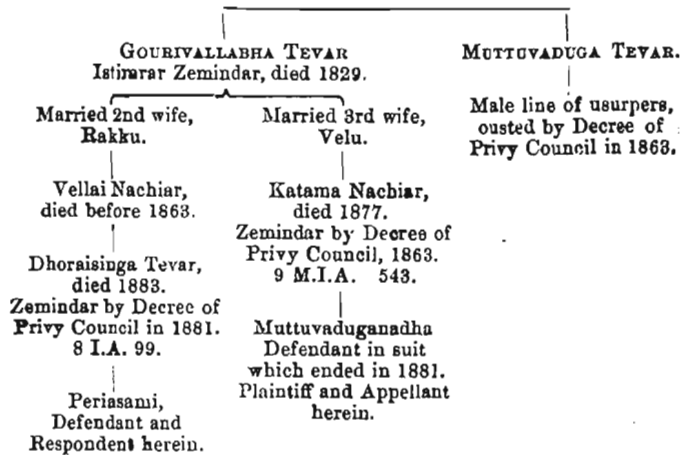 GOURIVALLABHA TEVAR
Istimrar Zemindar, died 1829.
MUTTUVADUGA TEVAR.
Male line of usurpers,
ousted by Decree of
Privy Council in 1863.
Married 2nd wife,
Rakku.
Vellai Nachiar,
died before 1863.
Dhoraisinga Tevar,
died 1883.
Zemindar by Decree of
Privy Council in 1881.
8 I.A. 99.
Periasami,
Defendant and
Respondent herein.
Married 3rd wife,
Velu.
Katama Nachiar,
died 1877.
Zemindar by Decree of
Privy Council, 1863.
9 M.I.A. 543.
Muttuvaduganadha
Defendant in suit
which ended in 1881.
Plaintiff and Appellant
herein.